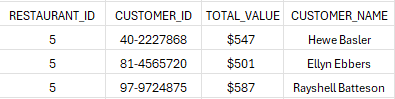 RESTAURANT_ID CUSTOMER_ID TOTAL_VALUE CUSTOMER_NAME
5 40-2227868 $547 Hewe Basler
5 81-4565720 $501 Ellyn Ebbers
5 97-9724875 $587 Rayshell Batteson